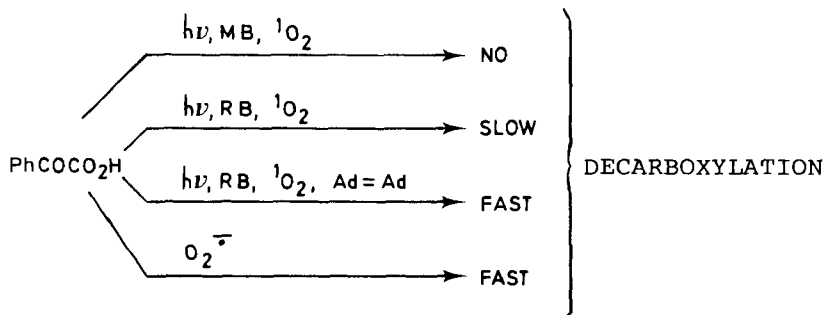 hν, MB, ¹O₂ NO
hν, RB, ¹O₂ SLOW
PhCOCO₂H DECARBOXYLATION
hν, RB, ¹O₂, Ad=Ad FAST
O₂•⁻ FAST